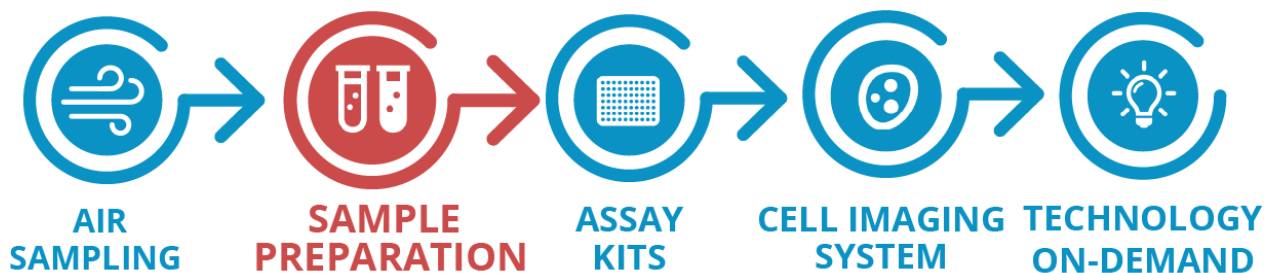 AIR
SAMPLING
SAMPLE
PREPARATION
ASSAY
KITS
CELL IMAGING
SYSTEM
TECHNOLOGY
ON-DEMAND